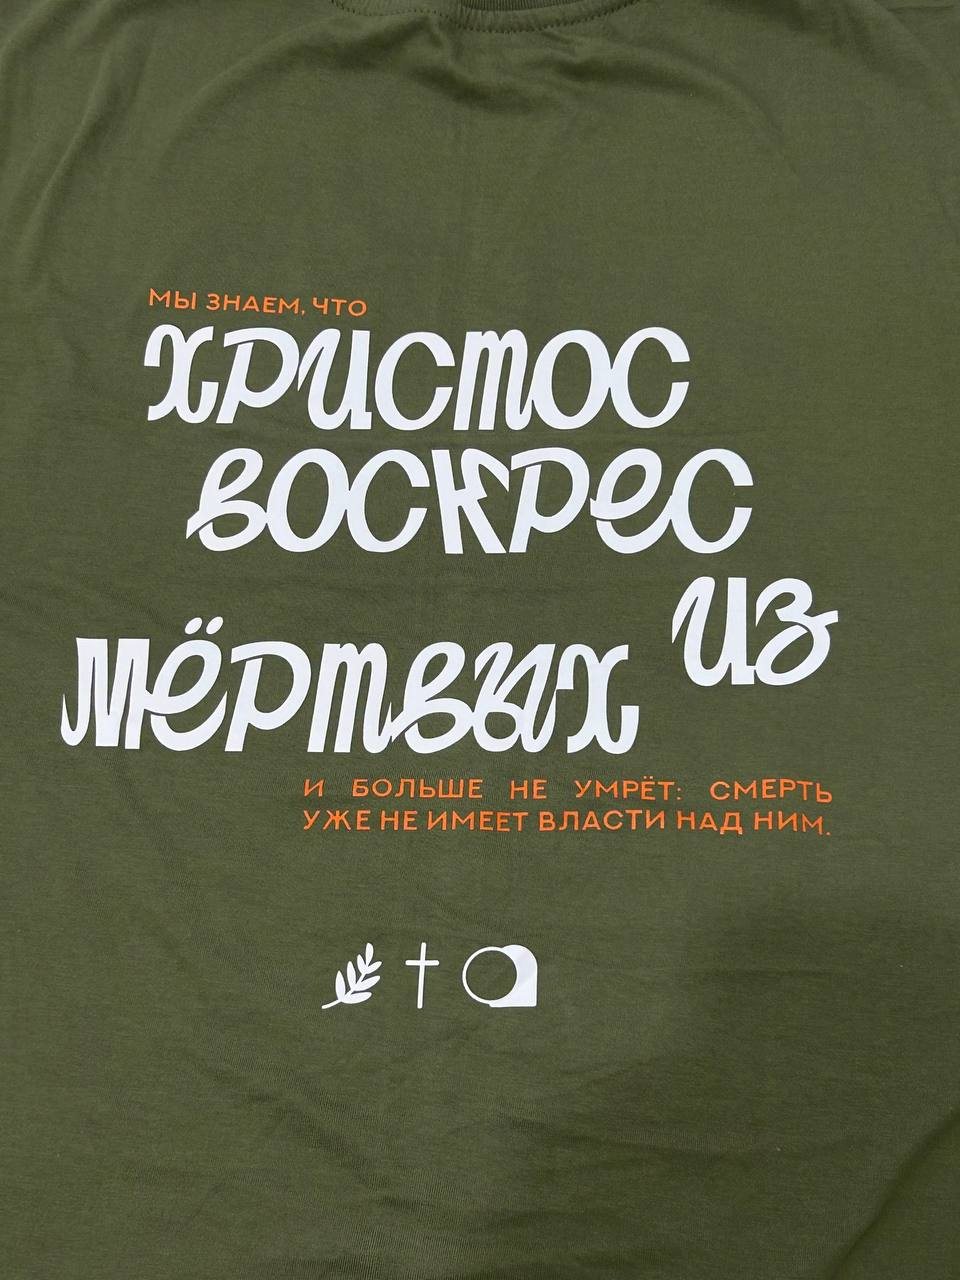 МЫ ЗНАЕМ, ЧТО
ХРИСТОС
ВОСКРЕС
ИЗ
МЁРТВЫХ
И БОЛЬШЕ НЕ УМРЁТ: СМЕРТЬ
УЖЕ НЕ ИМЕЕТ ВЛАСТИ НАД НИМ.